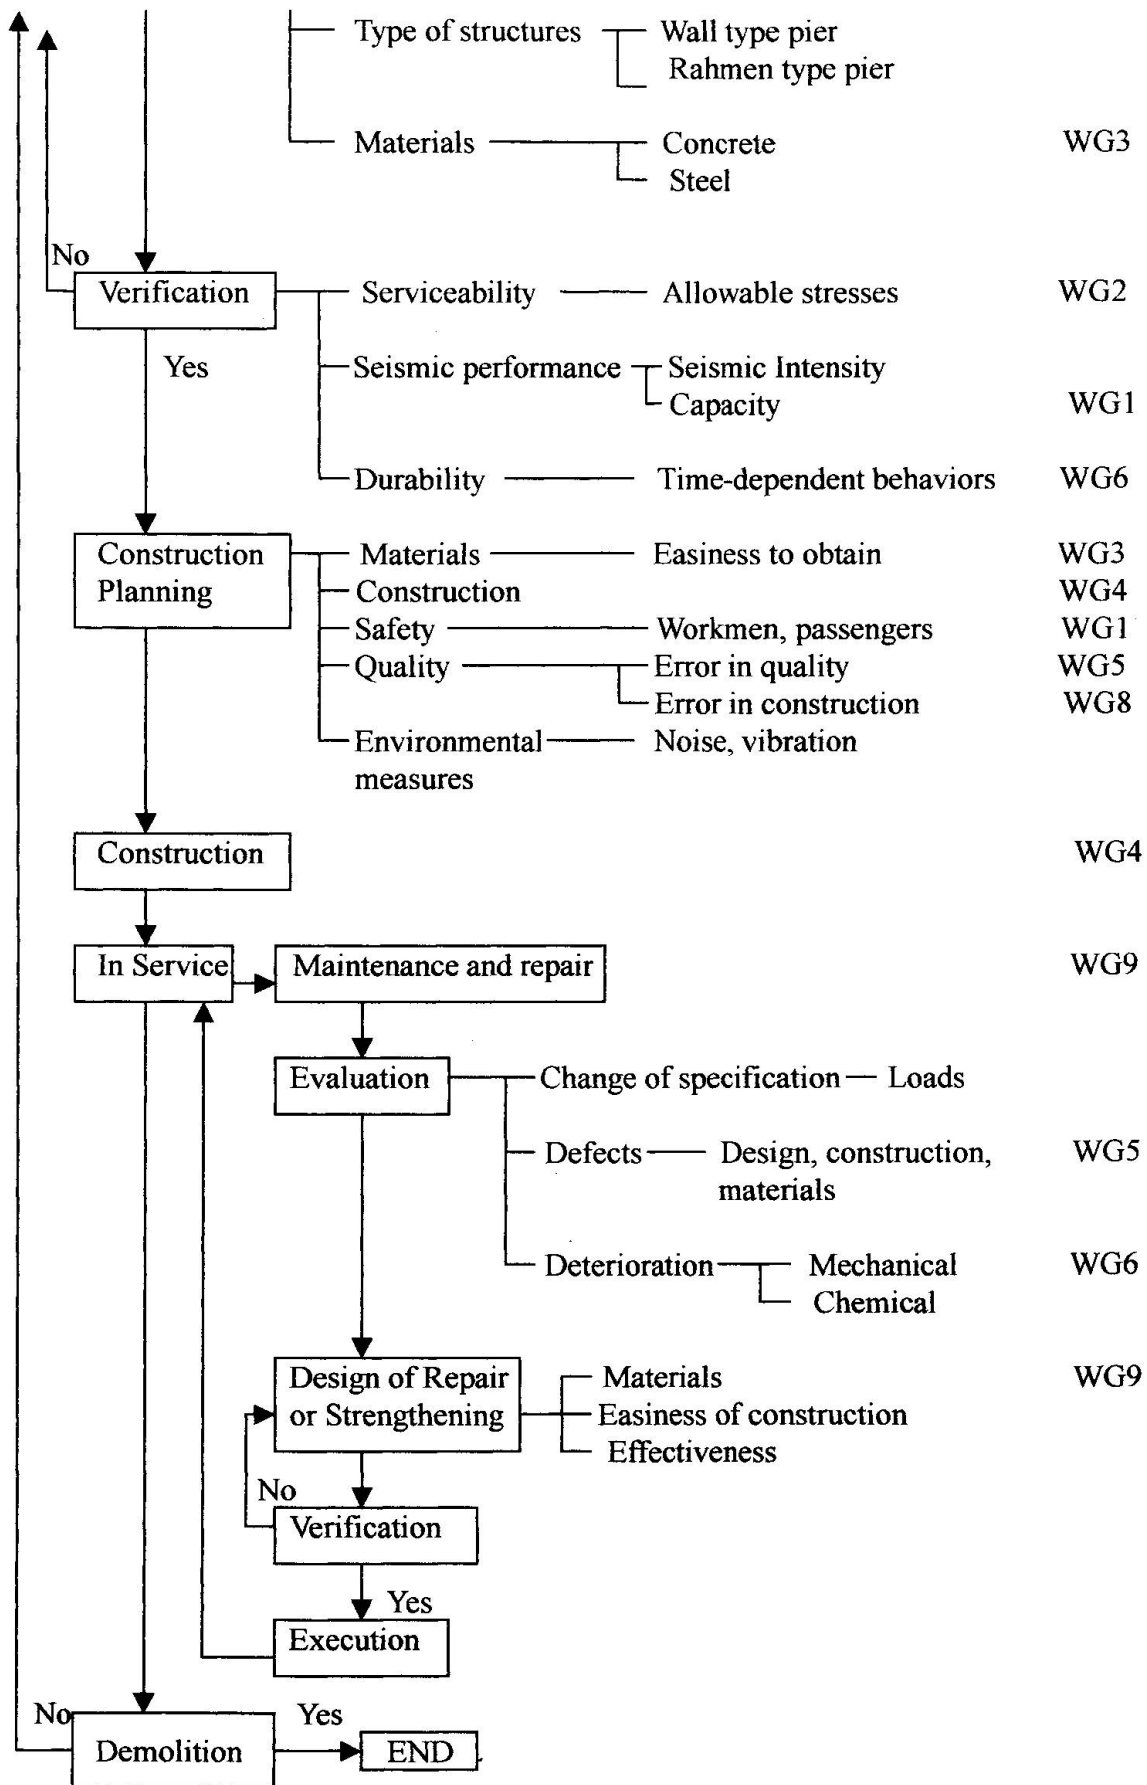 Type of structures Wall type pier
Rahmen type pier
Materials Concrete WG3
Steel
No
Verification Serviceability Allowable stresses WG2
Yes Seismic performance Seismic Intensity
Capacity WG1
Durability Time-dependent behaviors WG6
Construction Materials Easiness to obtain WG3
Planning Construction WG4
Safety Workmen, passengers WG1
Quality Error in quality WG5
Error in construction WG8
Environmental Noise, vibration
measures
Construction WG4
In Service Maintenance and repair WG9
Evaluation Change of specification Loads
Defects Design, construction, WG5
materials
Deterioration Mechanical WG6
Chemical
Design of Repair Materials WG9
or Strengthening Easiness of construction
Effectiveness
No
Verification
Yes
Execution
No Yes
Demolition END